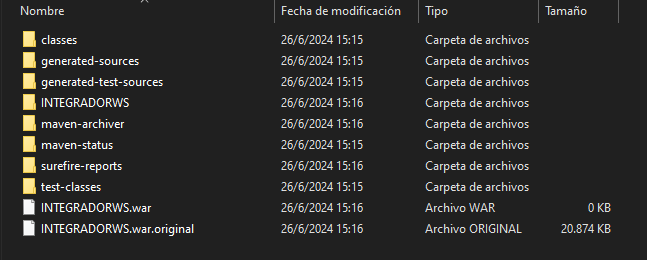 Nombre Fecha de modificación Tipo Tamaño
classes 26/6/2024 15:15 Carpeta de archivos
generated-sources 26/6/2024 15:15 Carpeta de archivos
generated-test-sources 26/6/2024 15:15 Carpeta de archivos
INTEGRADORWS 26/6/2024 15:16 Carpeta de archivos
maven-archiver 26/6/2024 15:16 Carpeta de archivos
maven-status 26/6/2024 15:15 Carpeta de archivos
surefire-reports 26/6/2024 15:16 Carpeta de archivos
test-classes 26/6/2024 15:15 Carpeta de archivos
INTEGRADORWS.war 26/6/2024 15:16 Archivo WAR 0 KB
INTEGRADORWS.war.original 26/6/2024 15:16 Archivo ORIGINAL 20.874 KB